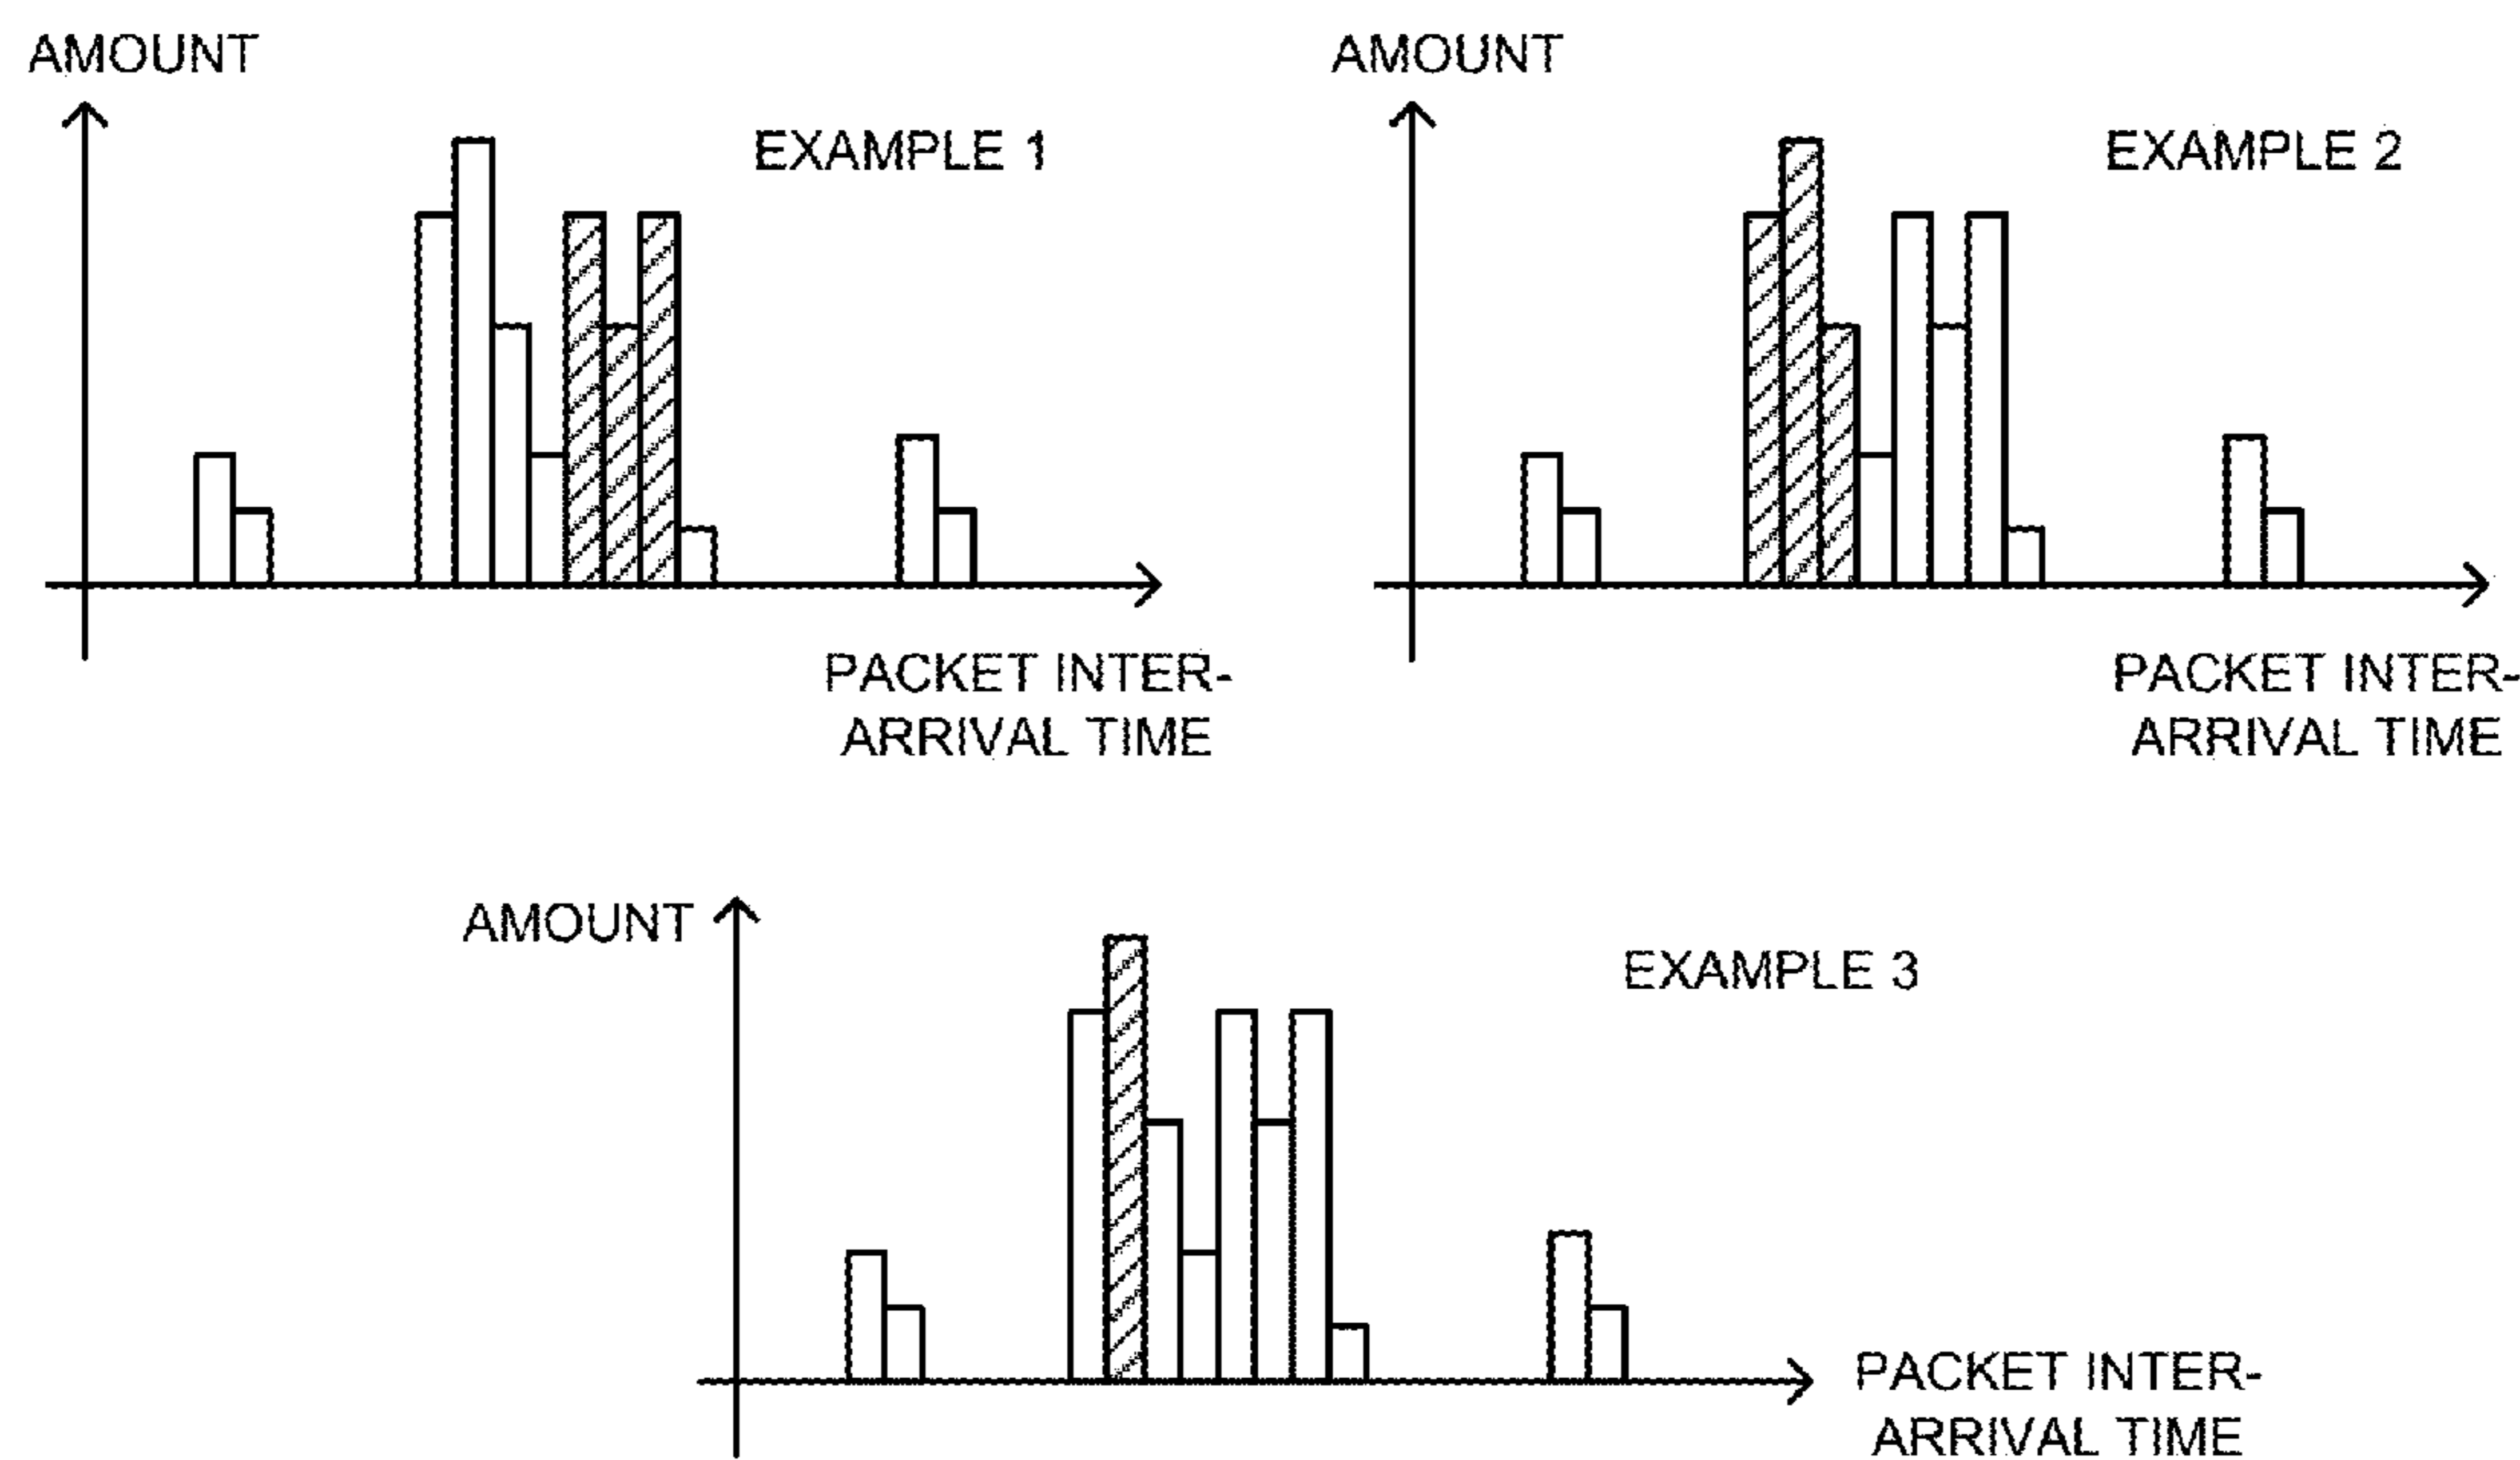 AMOUNT
EXAMPLE 1
PACKET INTER-
ARRIVAL TIME
AMOUNT
EXAMPLE 2
PACKET INTER-
ARRIVAL TIME
AMOUNT
EXAMPLE 3
PACKET INTER-
ARRIVAL TIME